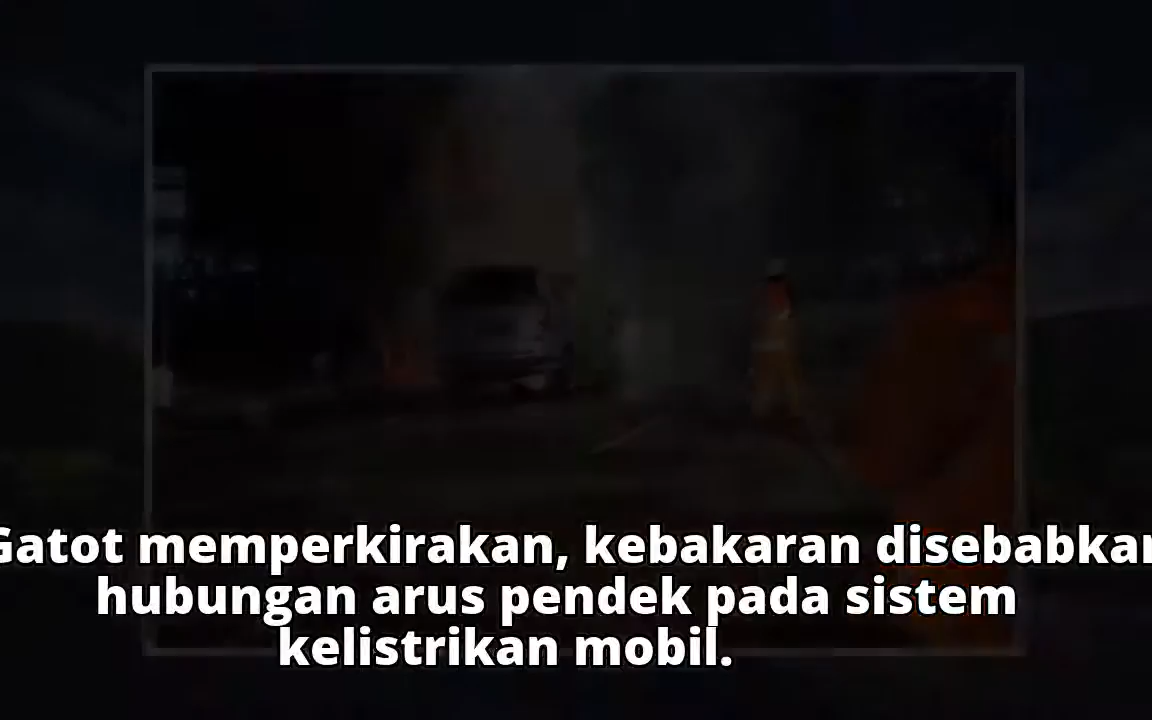 Gatot memperkirakan, kebakaran disebabkan
hubungan arus pendek pada sistem
kelistrikan mobil.